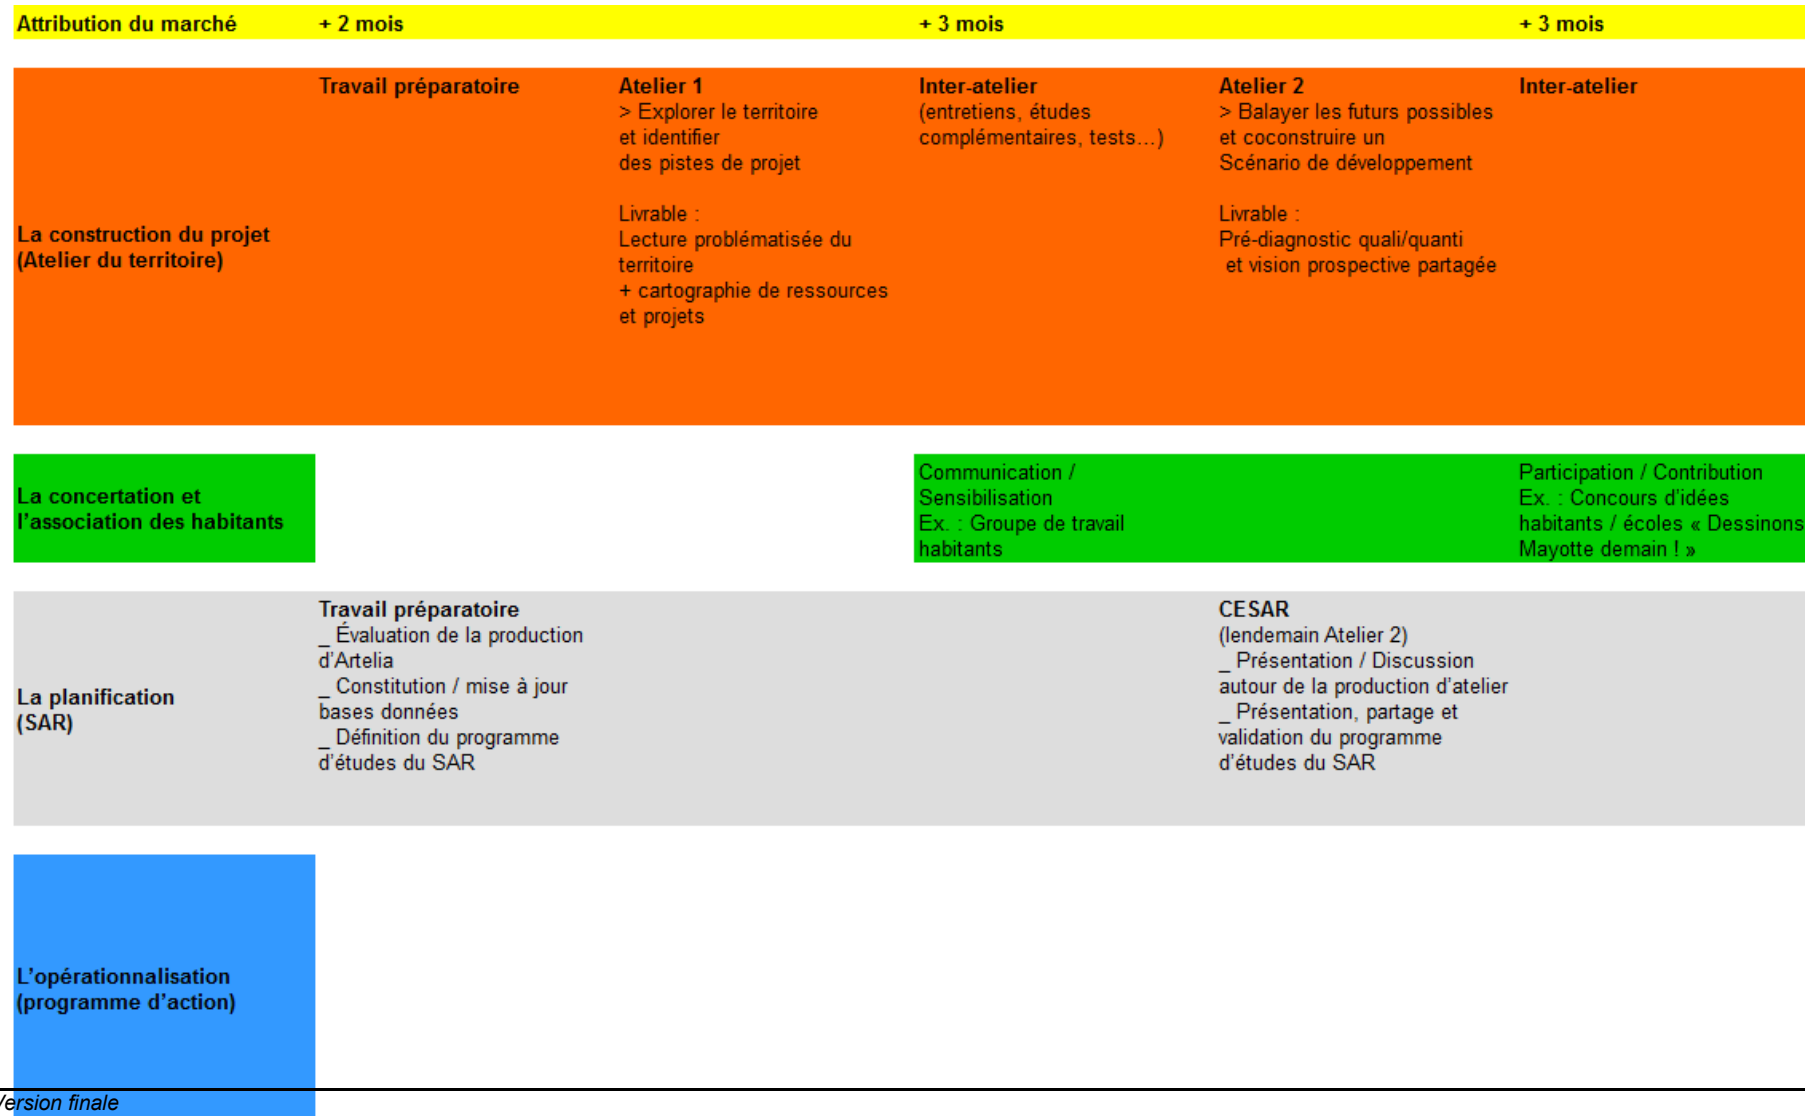 Attribution du marché
+ 2 mois
+ 3 mois
+ 3 mois
La construction du projet
(Atelier du territoire)
Travail préparatoire
Atelier 1
> Explorer le territoire
et identifier
des pistes de projet
Livrable :
Lecture problématisée du
territoire
+ cartographie de ressources
et projets
Inter-atelier
(entretiens, études
complémentaires, tests...)
Atelier 2
> Balayer les futurs possibles
et coconstruire un
Scénario de développement
Livrable :
Pré-diagnostic quali/quanti
et vision prospective partagée
Inter-atelier
La concertation et
l'association des habitants
Communication /
Sensibilisation
Ex. : Groupe de travail
habitants
Participation / Contribution
Ex. : Concours d'idées
habitants / écoles « Dessinons
Mayotte demain ! »
La planification
(SAR)
Travail préparatoire
_ Évaluation de la production
d'Artelia
_ Constitution / mise à jour
bases données
_ Définition du programme
d'études du SAR
CESAR
(lendemain Atelier 2)
_ Présentation / Discussion
autour de la production d'atelier
_ Présentation, partage et
validation du programme
d'études du SAR
L'opérationnalisation
(programme d'action)
Version finale